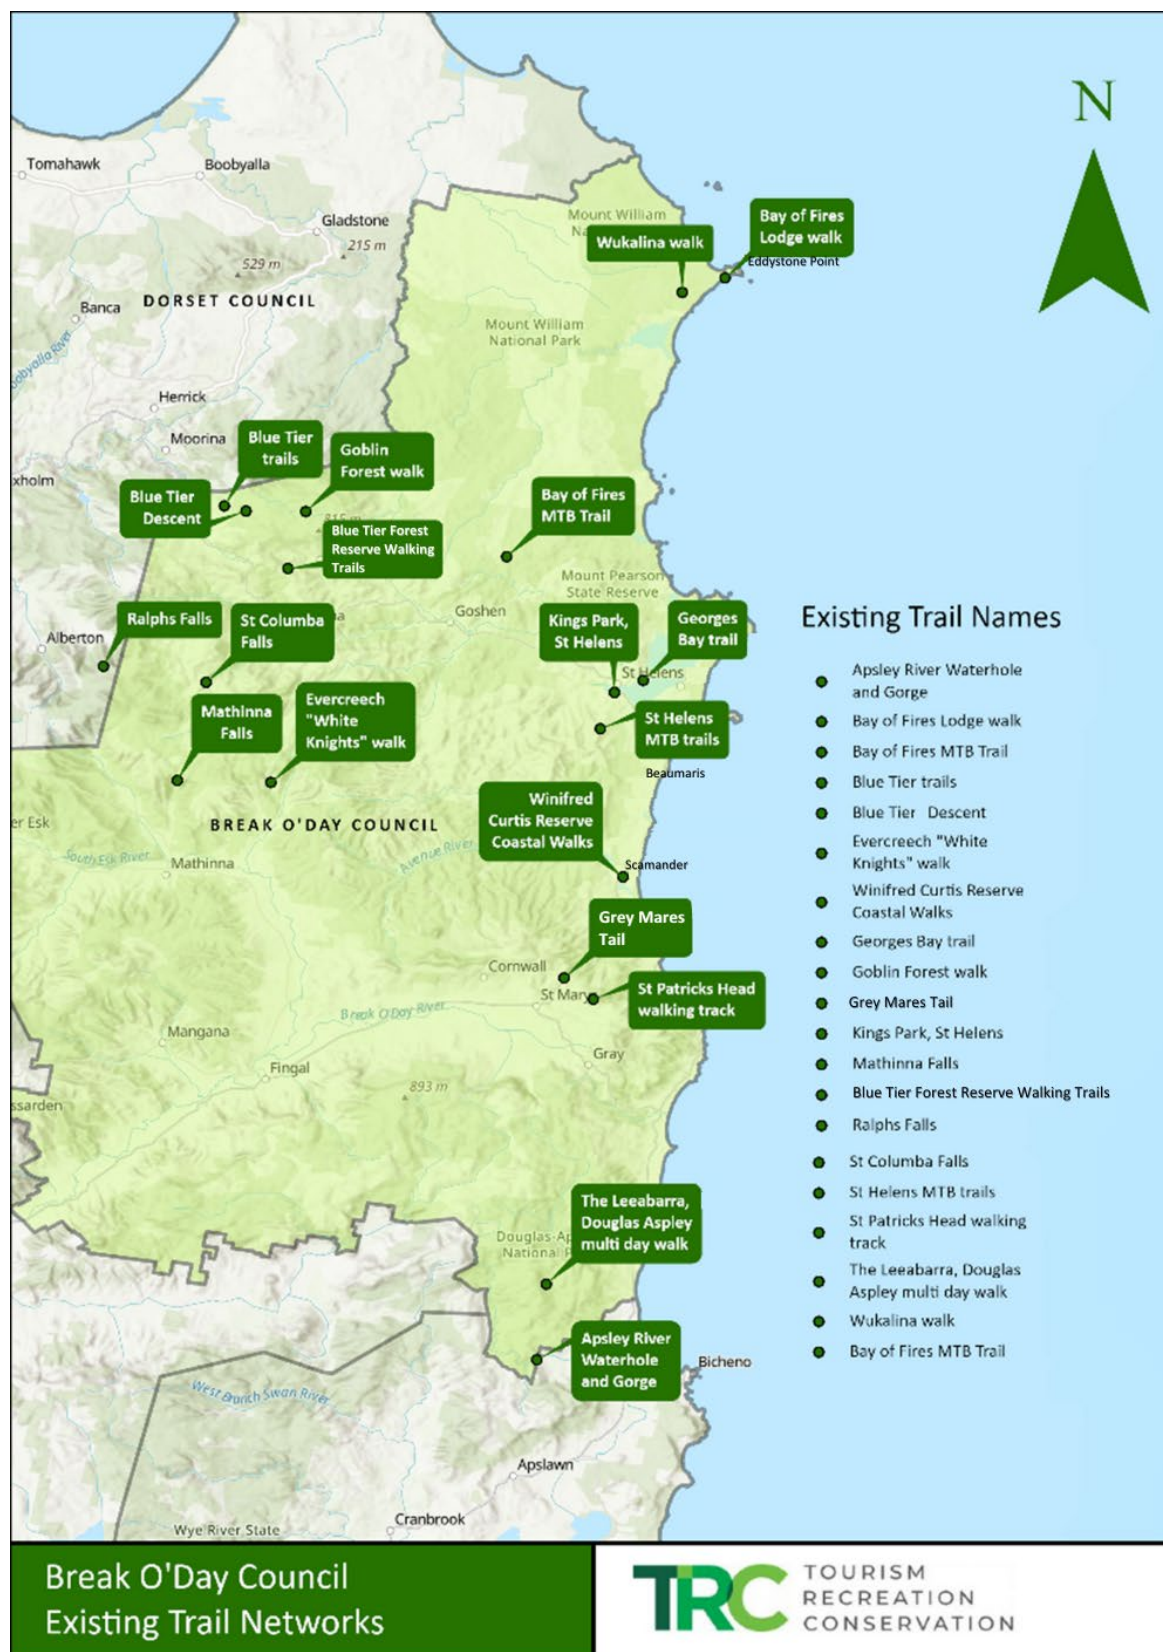 N
Tomahawk
Boobyalla
Gladstone
215 m
529 m
DORSET COUNCIL
Banca
Herrick
Moorina
Mount William
Wukalina walk
Bay of Fires
Lodge walk
Eddystone Point
Mount William
National Park
Blue Tier
trails
Goblin
Forest walk
Blue Tier
Descent
Blue Tier Forest
Reserve Walking
Trails
Bay of Fires
MTB Trail
Mount Pearson
State Reserve
Goshen
Ralphs Falls
Alberton
St Columba
Falls
Kings Park,
St Helens
Georges
Bay trail
St Helens
Mathinna
Falls
Evercreech
"White
Knights" walk
St Helens
MTB trails
Beaumaris
Winifred
Curtis Reserve
Coastal Walks
BREAK O'DAY COUNCIL
er Esk
South Esk River
Mathinna
Avenue River
Scamander
Grey Mares
Tail
Cornwall
St Mary
St Patricks Head
walking track
Break O'Day River
Mangana
Fingal
Gray
893 m
ssarden
The Leeabarra,
Douglas Aspley
multi day walk
Douglas-Ap
National P
Apsley River
Waterhole
and Gorge
Bicheno
West Branch Swan River
Apslawn
Cranbrook
Wye River State
Existing Trail Names
Apsley River Waterhole
and Gorge
Bay of Fires Lodge walk
Bay of Fires MTB Trail
Blue Tier trails
Blue Tier Descent
Evercreech "White
Knights" walk
Winifred Curtis Reserve
Coastal Walks
Georges Bay trail
Goblin Forest walk
Grey Mares Tail
Kings Park, St Helens
Mathinna Falls
Blue Tier Forest Reserve Walking Trails
Ralphs Falls
St Columba Falls
St Helens MTB trails
St Patricks Head walking
track
The Leeabarra, Douglas
Aspley multi day walk
Wukalina walk
Bay of Fires MTB Trail
Break O'Day Council
Existing Trail Networks
TRC
TOURISM
RECREATION
CONSERVATION